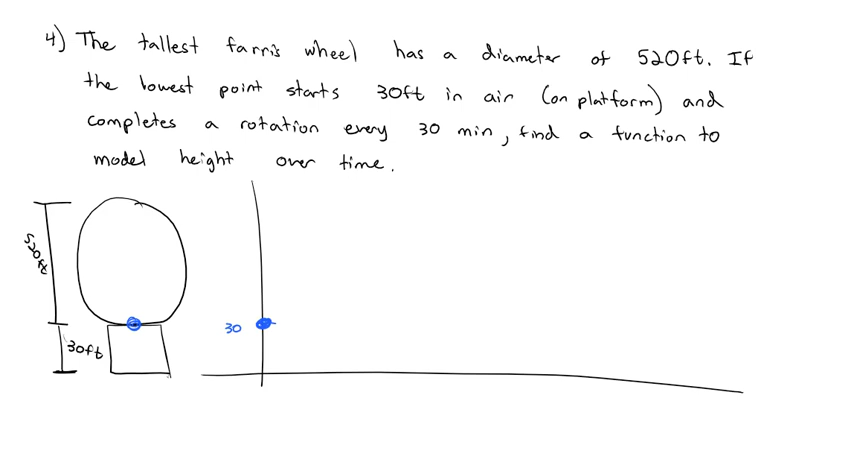 4) The tallest farris wheel has a diameter of 520ft. If
the lowest point starts 30ft in air (on platform) and
completes a rotation every 30 min, find a function to
model height over time.
520ft
30ft
30